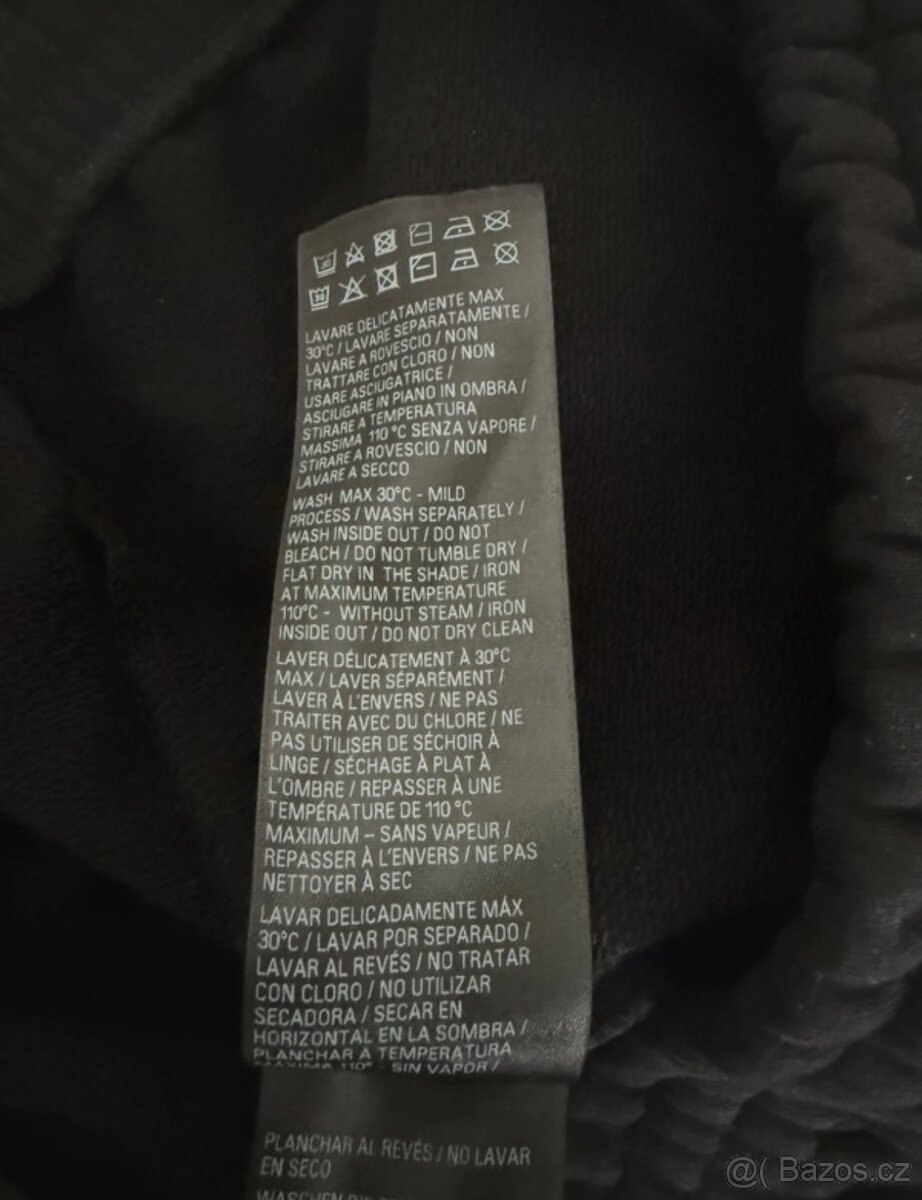 30
30
LAVARE DELICATAMENTE MAX
30°C / LAVARE SEPARATAMENTE /
LAVARE A ROVESCIO / NON
TRATTARE CON CLORO / NON
USARE ASCIUGATRICE /
ASCIUGARE IN PIANO IN OMBRA /
STIRARE A TEMPERATURA
MASSIMA 110 °C SENZA VAPORE /
STIRARE A ROVESCIO / NON
LAVARE A SECCO
WASH MAX 30°C - MILD
PROCESS / WASH SEPARATELY /
WASH INSIDE OUT / DO NOT
BLEACH / DO NOT TUMBLE DRY /
FLAT DRY IN THE SHADE / IRON
AT MAXIMUM TEMPERATURE
110°C - WITHOUT STEAM / IRON
INSIDE OUT / DO NOT DRY CLEAN
LAVER DÉLICATEMENT À 30°C
MAX / LAVER SÉPARÉMENT /
LAVER À L'ENVERS / NE PAS
TRAITER AVEC DU CHLORE / NE
PAS UTILISER DE SÉCHOIR À
LINGE / SÉCHAGE À PLAT À
L'OMBRE / REPASSER À UNE
TEMPÉRATURE DE 110 °C
MAXIMUM – SANS VAPEUR /
REPASSER À L'ENVERS / NE PAS
NETTOYER À SEC
LAVAR DELICADAMENTE MÁX
30°C / LAVAR POR SEPARADO /
LAVAR AL REVÉS / NO TRATAR
CON CLORO / NO UTILIZAR
SECADORA / SECAR EN
HORIZONTAL EN LA SOMBRA /
PLANCHAR A TEMPERATURA
MÁXIMA 110° - SIN VAPOR /
PLANCHAR AL REVÉS / NO LAVAR
EN SECO
@( Bazos.cz